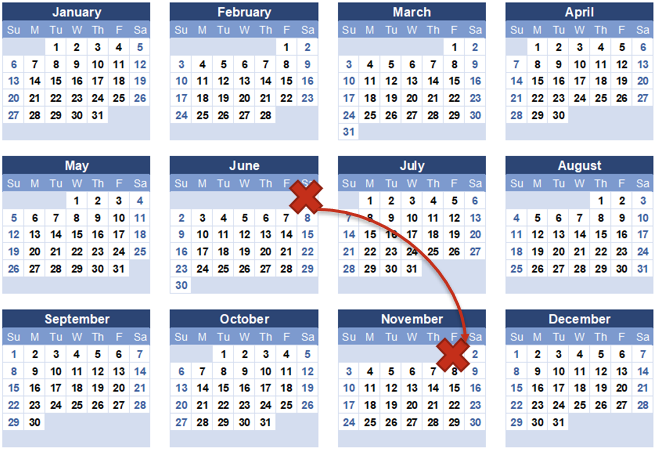 January
Su M Tu W Th F Sa
1 2 3 4 5
6 7 8 9 10 11 12
13 14 15 16 17 18 19
20 21 22 23 24 25 26
27 28 29 30 31
February
Su M Tu W Th F Sa
1 2
3 4 5 6 7 8 9
10 11 12 13 14 15 16
17 18 19 20 21 22 23
24 25 26 27 28
March
Su M Tu W Th F Sa
1 2
3 4 5 6 7 8 9
10 11 12 13 14 15 16
17 18 19 20 21 22 23
24 25 26 27 28 29 30
31
April
Su M Tu W Th F Sa
1 2 3 4 5 6
7 8 9 10 11 12 13
14 15 16 17 18 19 20
21 22 23 24 25 26 27
28 29 30
May
Su M Tu W Th F Sa
1 2 3 4
5 6 7 8 9 10 11
12 13 14 15 16 17 18
19 20 21 22 23 24 25
26 27 28 29 30 31
June
Su M Tu W Th F Sa
2 3 4 5 6 7 8
9 10 11 12 13 14 15
16 17 18 19 20 21 22
23 24 25 26 27 28 29
30
July
Su M Tu W Th F Sa
1 2 3 4 5 6
7 8 9 10 11 12 13
14 15 16 17 18 19 20
21 22 23 24 25 26 27
28 29 30 31
August
Su M Tu W Th F Sa
1 2 3
4 5 6 7 8 9 10
11 12 13 14 15 16 17
18 19 20 21 22 23 24
25 26 27 28 29 30 31
September
Su M Tu W Th F Sa
1 2 3 4 5 6 7
8 9 10 11 12 13 14
15 16 17 18 19 20 21
22 23 24 25 26 27 28
29 30
October
Su M Tu W Th F Sa
1 2 3 4 5
6 7 8 9 10 11 12
13 14 15 16 17 18 19
20 21 22 23 24 25 26
27 28 29 30 31
November
Su M Tu W Th F Sa
2
3 4 5 6 7 8 9
10 11 12 13 14 15 16
17 18 19 20 21 22 23
24 25 26 27 28 29 30
December
Su M Tu W Th F Sa
1 2 3 4 5 6 7
8 9 10 11 12 13 14
15 16 17 18 19 20 21
22 23 24 25 26 27 28
29 30 31